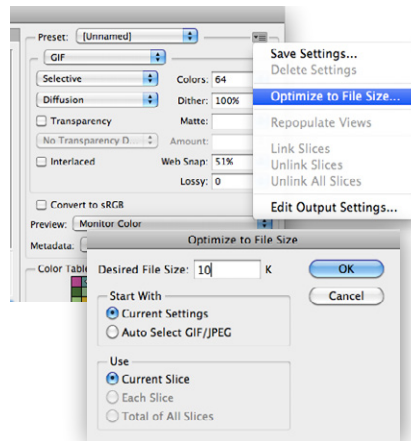 Preset: [Unnamed]
GIF
Selective Colors: 64
Diffusion Dither: 100%
Transparency Matte:
No Transparency D... Amount:
Interlaced Web Snap: 51%
Lossy: 0
Convert to sRGB
Preview: Monitor Color
Metadata:
Color Table
Save Settings...
Delete Settings
Optimize to File Size...
Repopulate Views
Link Slices
Unlink Slices
Unlink All Slices
Edit Output Settings...
Optimize to File Size
Desired File Size: 10 K
OK
Start With
Cancel
Current Settings
Auto Select GIF/JPEG
Use
Current Slice
Each Slice
Total of All Slices